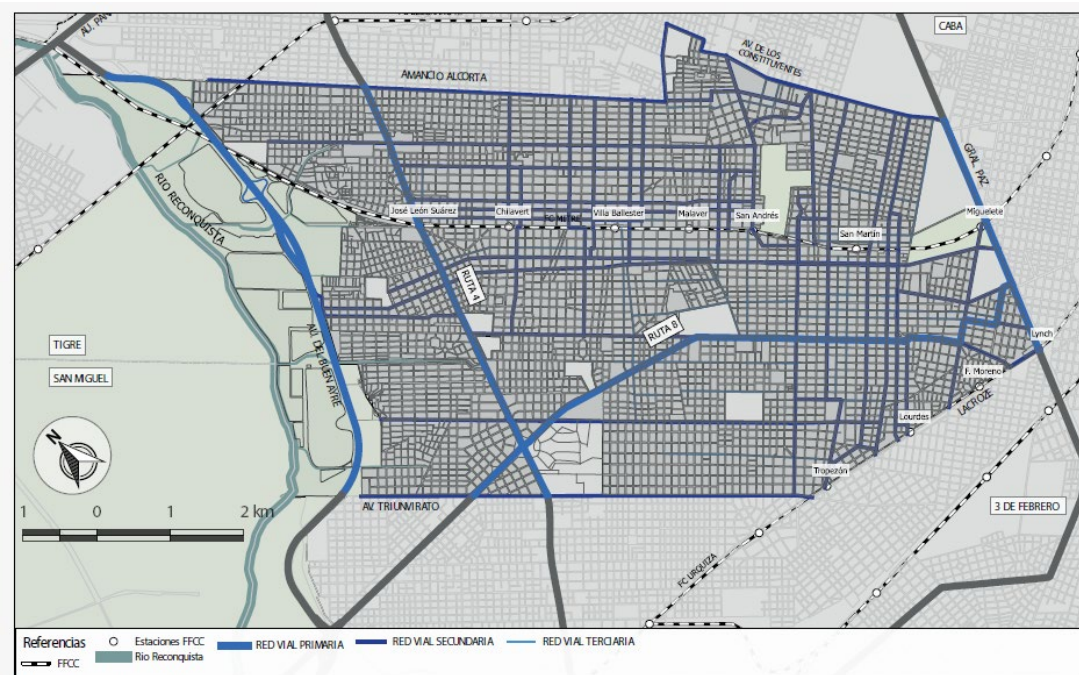 AU. PAN
CABA
AV. DE LOS
CONSTITUYENTES
AMANCIO ALCORTA
GRAL. PAZ
RIO RECONQUISTA
José León Suárez
Chilavert
FC MITRE
Villa Ballester
Malaver
San Andrés
San Martín
Miguelete
RUTA 4
RUTA 8
AU. DEL BUEN AYRE
Lynch
TIGRE
SAN MIGUEL
F. Moreno
LACROZE
Lourdes
Tropezón
N
AV. TRIUNVIRATO
3 DE FEBRERO
1 0 1 2 km
FC URQUIZA
Referencias
Estaciones FFCC
RED VIAL PRIMARIA
RED VIAL SECUNDARIA
RED VIAL TERCIARIA
FFCC
Rio Reconquista